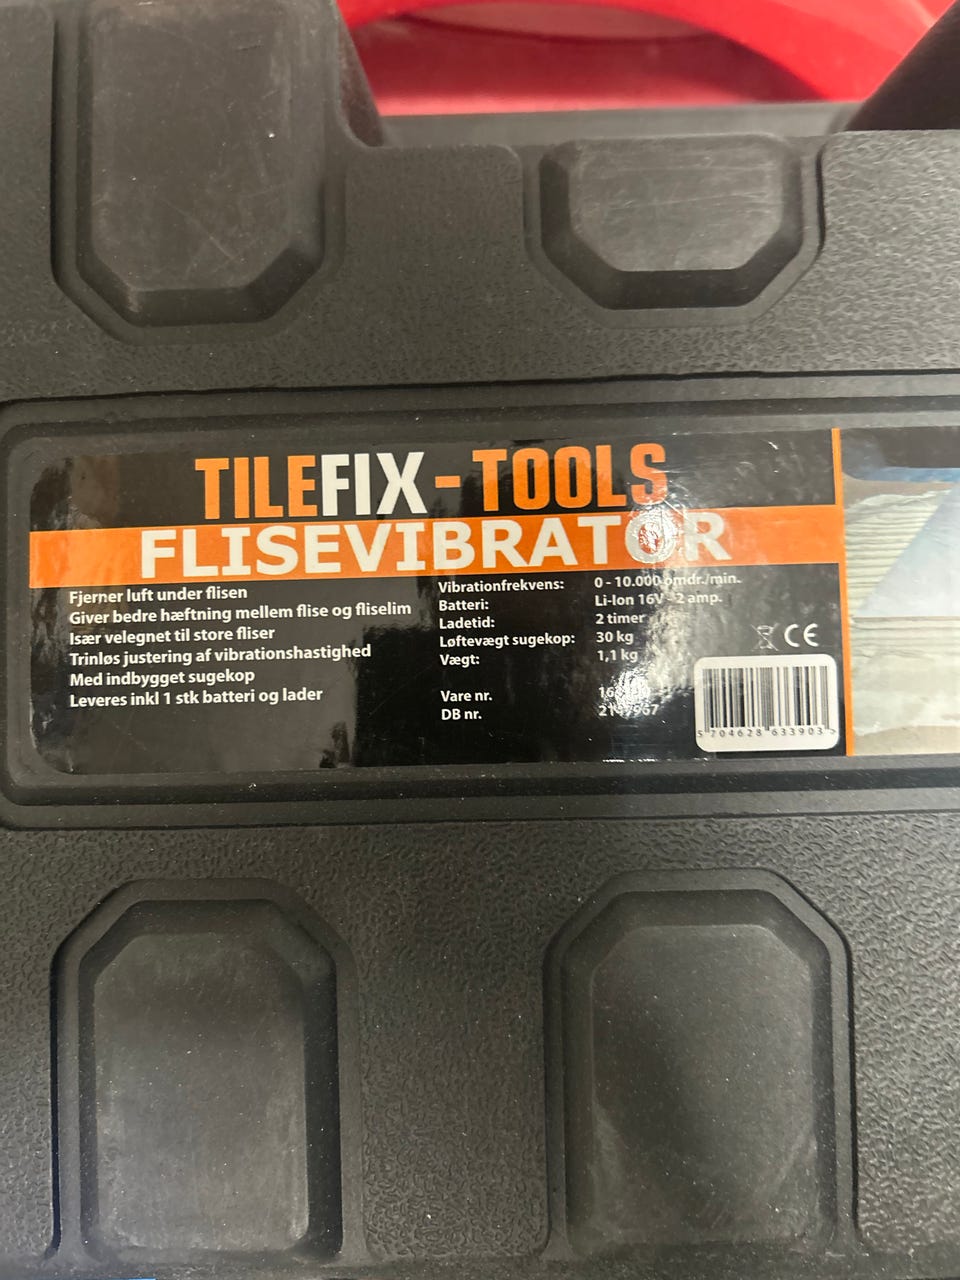 TILEFIX-TOOLS
FLISEVIBRATOR
Fjerner luft under flisen
Giver bedre hæftning mellem flise og fliselim
Især velegnet til store fliser
Trinløs justering af vibrationshastighed
Med indbygget sugekop
Leveres inkl 1 stk batteri og lader
Vibrationfrekvens: 0 - 10.000 omdr./min.
Batteri: Li-Ion 16V - 2 amp.
Ladetid: 2 timer
Løftevægt sugekop: 30 kg
Vægt: 1,1 kg
Vare nr.
DB nr.
CE
5 704628 633903 >